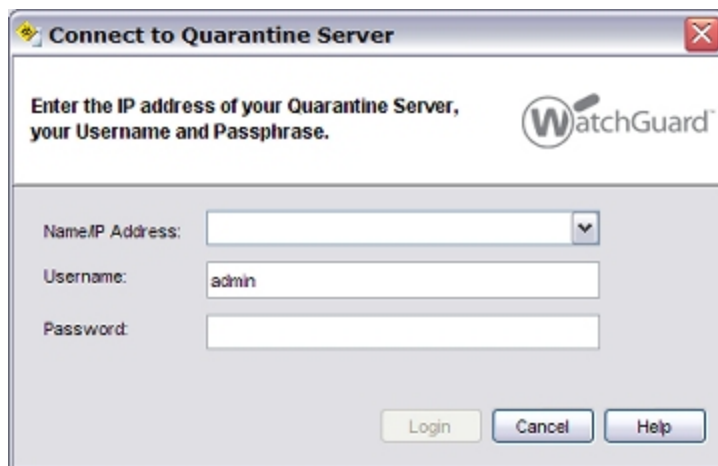 Connect to Quarantine Server
Enter the IP address of your Quarantine Server,
your Username and Passphrase.
WatchGuard
Name/IP Address:
Username:
admin
Password:
Login
Cancel
Help